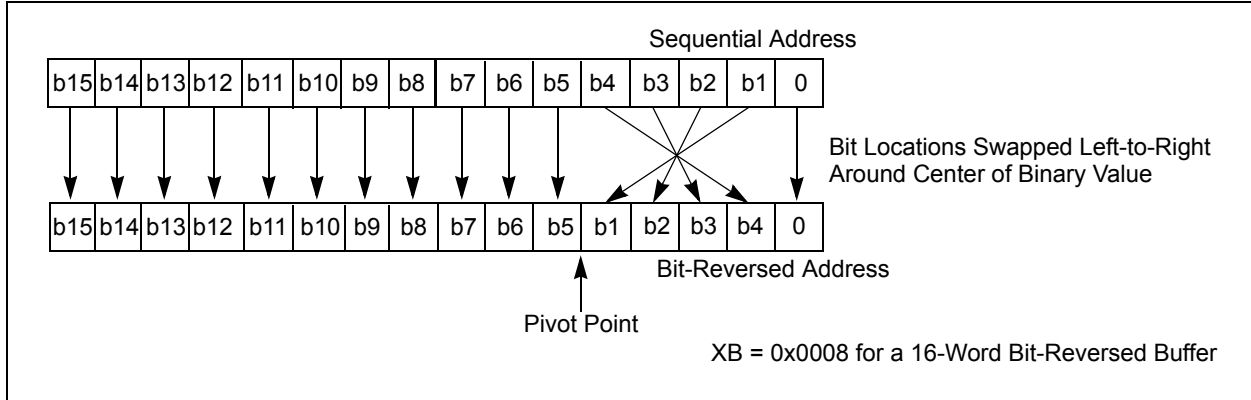 Sequential Address
b15 b14 b13 b12 b11 b10 b9 b8 b7 b6 b5 b4 b3 b2 b1 0
Bit Locations Swapped Left-to-Right
Around Center of Binary Value
b15 b14 b13 b12 b11 b10 b9 b8 b7 b6 b5 b1 b2 b3 b4 0
Bit-Reversed Address
Pivot Point
XB = 0x0008 for a 16-Word Bit-Reversed Buffer